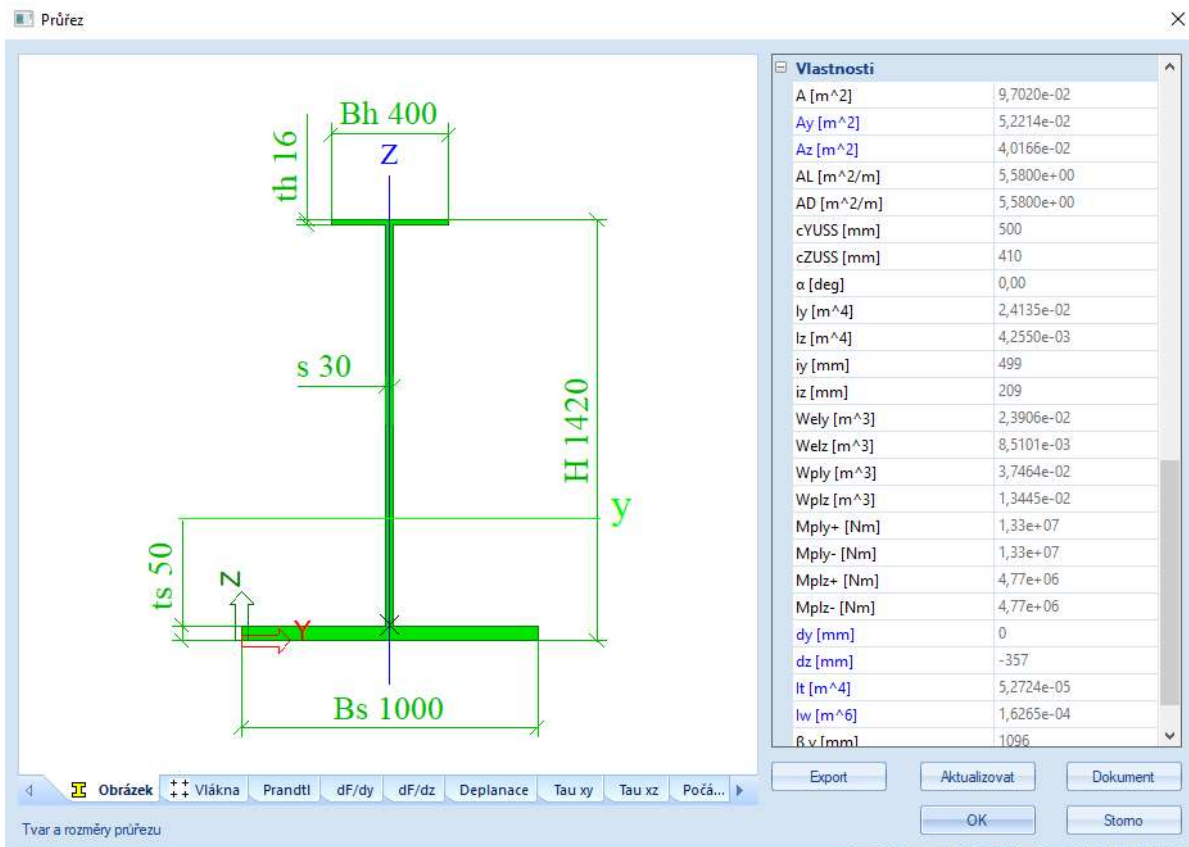 Průřez
Bh 400
th 16
Z
s 30
H 1420
y
ts 50
Z
Y
Bs 1000
Vlastnosti
A [m^2] 9,7020e-02
Ay [m^2] 5,2214e-02
Az [m^2] 4,0166e-02
AL [m^2/m] 5,5800e+00
AD [m^2/m] 5,5800e+00
cYUSS [mm] 500
cZUSS [mm] 410
α [deg] 0,00
Iy [m^4] 2,4135e-02
Iz [m^4] 4,2550e-03
iy [mm] 499
iz [mm] 209
Wely [m^3] 2,3906e-02
Welz [m^3] 8,5101e-03
Wply [m^3] 3,7464e-02
Wplz [m^3] 1,3445e-02
Mply+ [Nm] 1,33e+07
Mply- [Nm] 1,33e+07
Mplz+ [Nm] 4,77e+06
Mplz- [Nm] 4,77e+06
dy [mm] 0
dz [mm] -357
It [m^4] 5,2724e-05
Iw [m^6] 1,6265e-04
β y [mm] 1096
Obrázek Vlákna Prandtl dF/dy dF/dz Deplanace Tau xy Tau xz Počá...
Export Aktualizovat Dokument
OK Storno
Tvar a rozměry průřezu